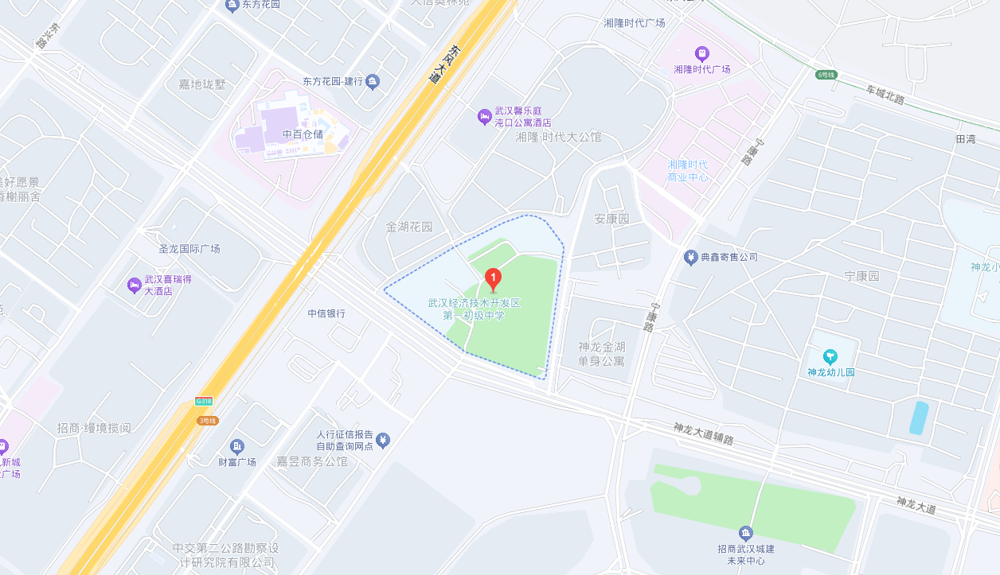 东方花园
东兴路
湘隆时代广场
东风大道
嘉地珑墅
东方花园-建行
湘隆时代广场
6号线
车城北路
武汉馨乐庭
沌口公寓酒店
中百仓储
湘隆·时代大公馆
田湾
宁康路
湘隆时代
商业中心
美好愿景
香榭丽舍
安康园
金湖花园
圣龙国际广场
典鑫寄售公司
神龙小
宁康园
武汉喜瑞得
大酒店
1
武汉经济技术开发区
第一初级中学
中信银行
宁康路
神龙金湖
单身公寓
神龙幼儿园
G318
3号线
招商·缦境揽阅
神龙大道辅路
人行征信报告
自助查询网点
财富广场
嘉昱商务公馆
新城
广场
神龙大道
中交第二公路勘察设
计研究院有限公司
招商武汉城建
未来中心